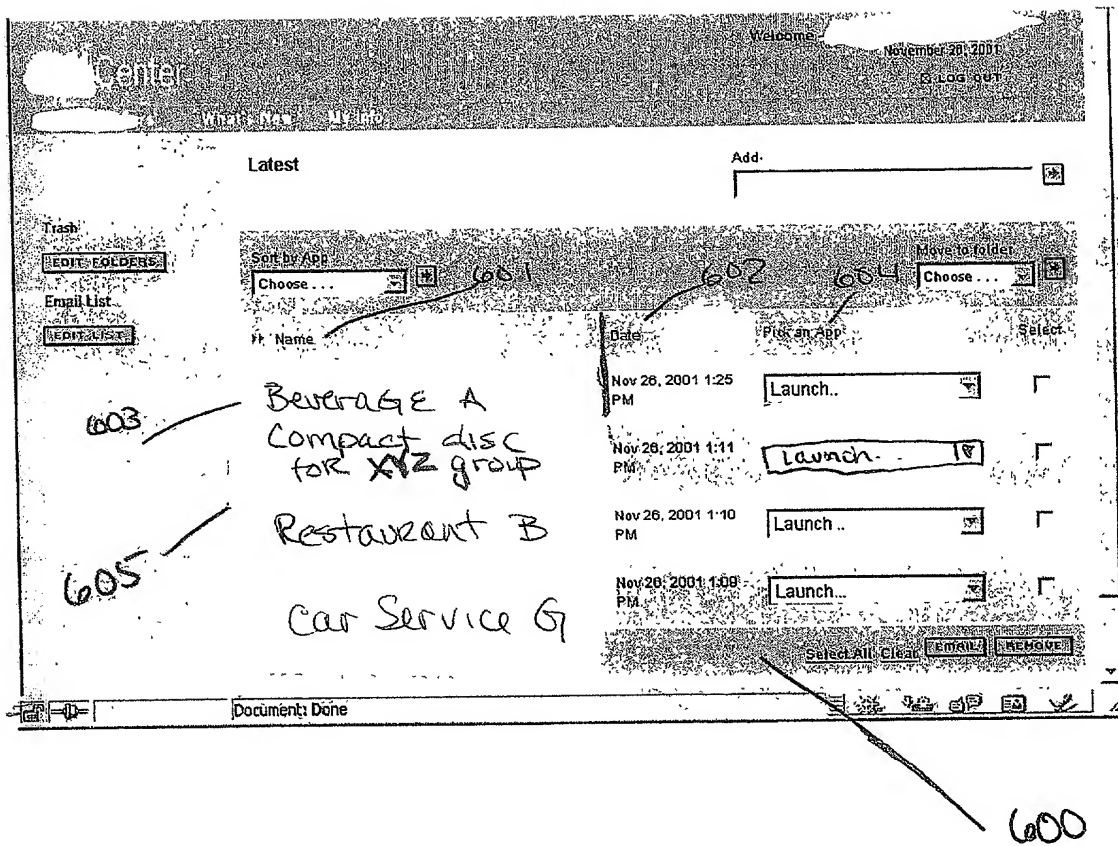 Welcome
November 26, 2001
Center
LOG OUT
What's New My Info
Latest
Add
Trash
EDIT FOLDERS
Sort by App
Move to folder
Choose . . .
601
602
604
Choose . . .
Email List
EDIT LIST
Name
Date
Pick an App
Select
603
Beverage A
Nov 26, 2001 1:25 PM
Launch..
Compact disc
for XYZ group
Nov 26, 2001 1:11 PM
Launch..
605
Restaurant B
Nov 26, 2001 1:10 PM
Launch ..
Car Service G
Nov 26, 2001 1:09 PM
Launch...
Select All Clear EMAIL REMOVE
Document: Done
600